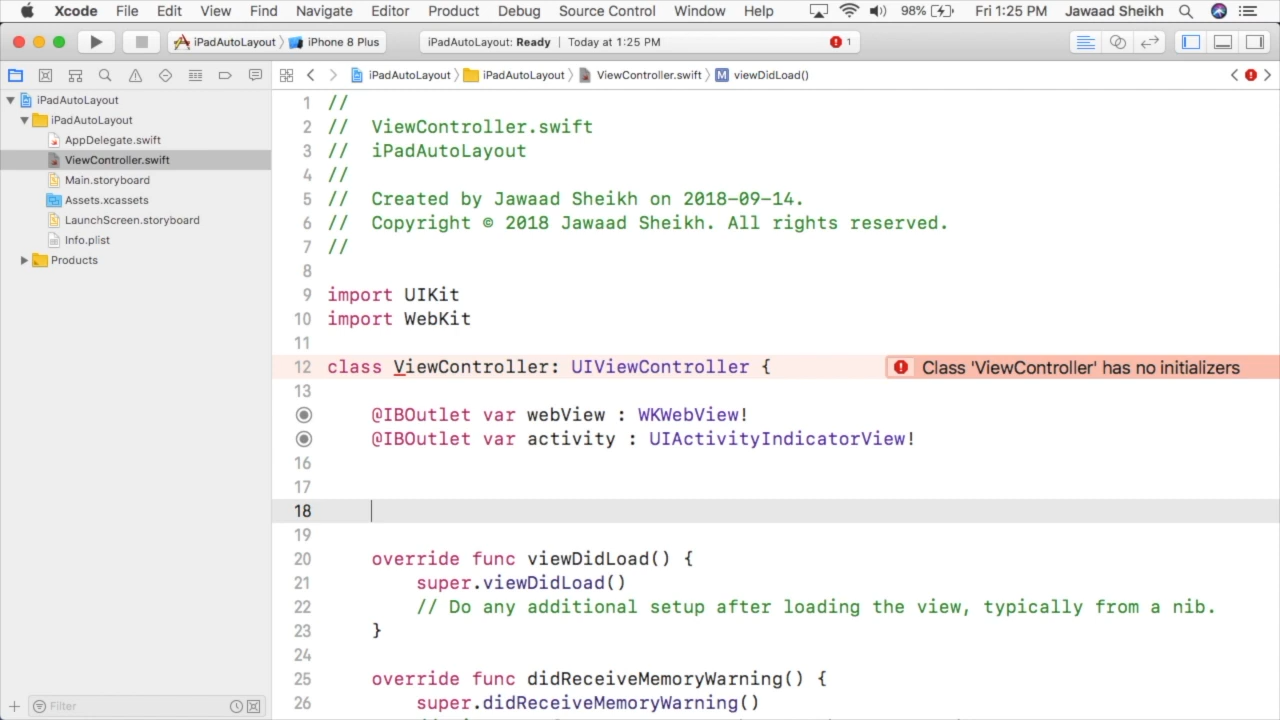 Xcode File Edit View Find Navigate Editor Product Debug Source Control Window Help 98% Fri 1:25 PM Jawaad Sheikh
iPadAutoLayout iPhone 8 Plus iPadAutoLayout: Ready | Today at 1:25 PM 1
iPadAutoLayout iPadAutoLayout ViewController.swift M viewDidLoad()
iPadAutoLayout
iPadAutoLayout
AppDelegate.swift
ViewController.swift
Main.storyboard
Assets.xcassets
LaunchScreen.storyboard
Info.plist
Products
Filter
1 //
2 //  ViewController.swift
3 //  iPadAutoLayout
4 //
5 //  Created by Jawaad Sheikh on 2018-09-14.
6 //  Copyright © 2018 Jawaad Sheikh. All rights reserved.
7 //
8
9 import UIKit
10 import WebKit
11
12 class ViewController: UIViewController { Class 'ViewController' has no initializers
13
@IBOutlet var webView : WKWebView!
@IBOutlet var activity : UIActivityIndicatorView!
16
17
18
19
20 override func viewDidLoad() {
21 super.viewDidLoad()
22 // Do any additional setup after loading the view, typically from a nib.
23 }
24
25 override func didReceiveMemoryWarning() {
26 super.didReceiveMemoryWarning()